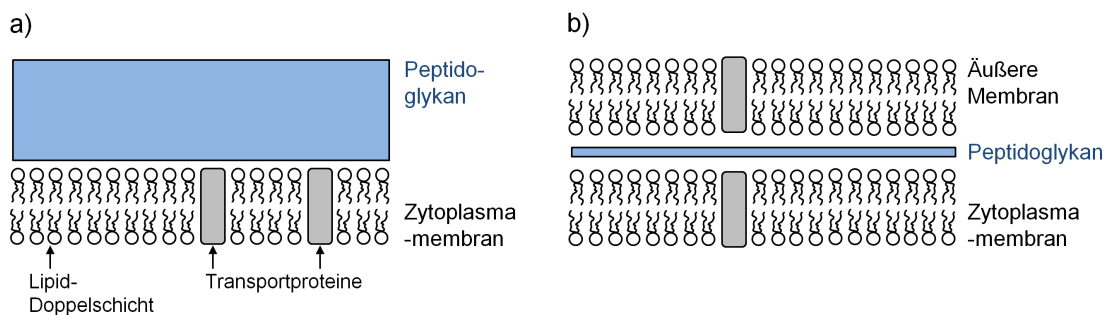 a)
Peptido-
glykan
Zytoplasma
-membran
Lipid-
Doppelschicht
Transportproteine
b)
Äußere
Membran
Peptidoglykan
Zytoplasma
-membran